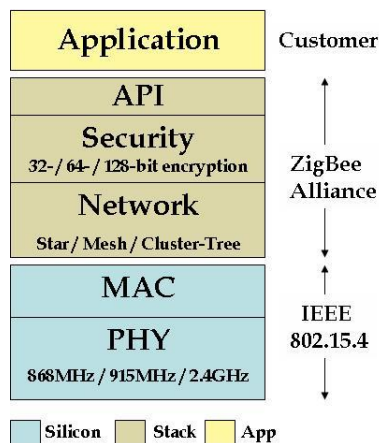 Application
Customer
API
Security
32-/ 64- / 128-bit encryption
ZigBee
Alliance
Network
Star / Mesh / Cluster-Tree
MAC
IEEE
802.15.4
PHY
868MHz / 915MHz / 2.4GHz
Silicon Stack App